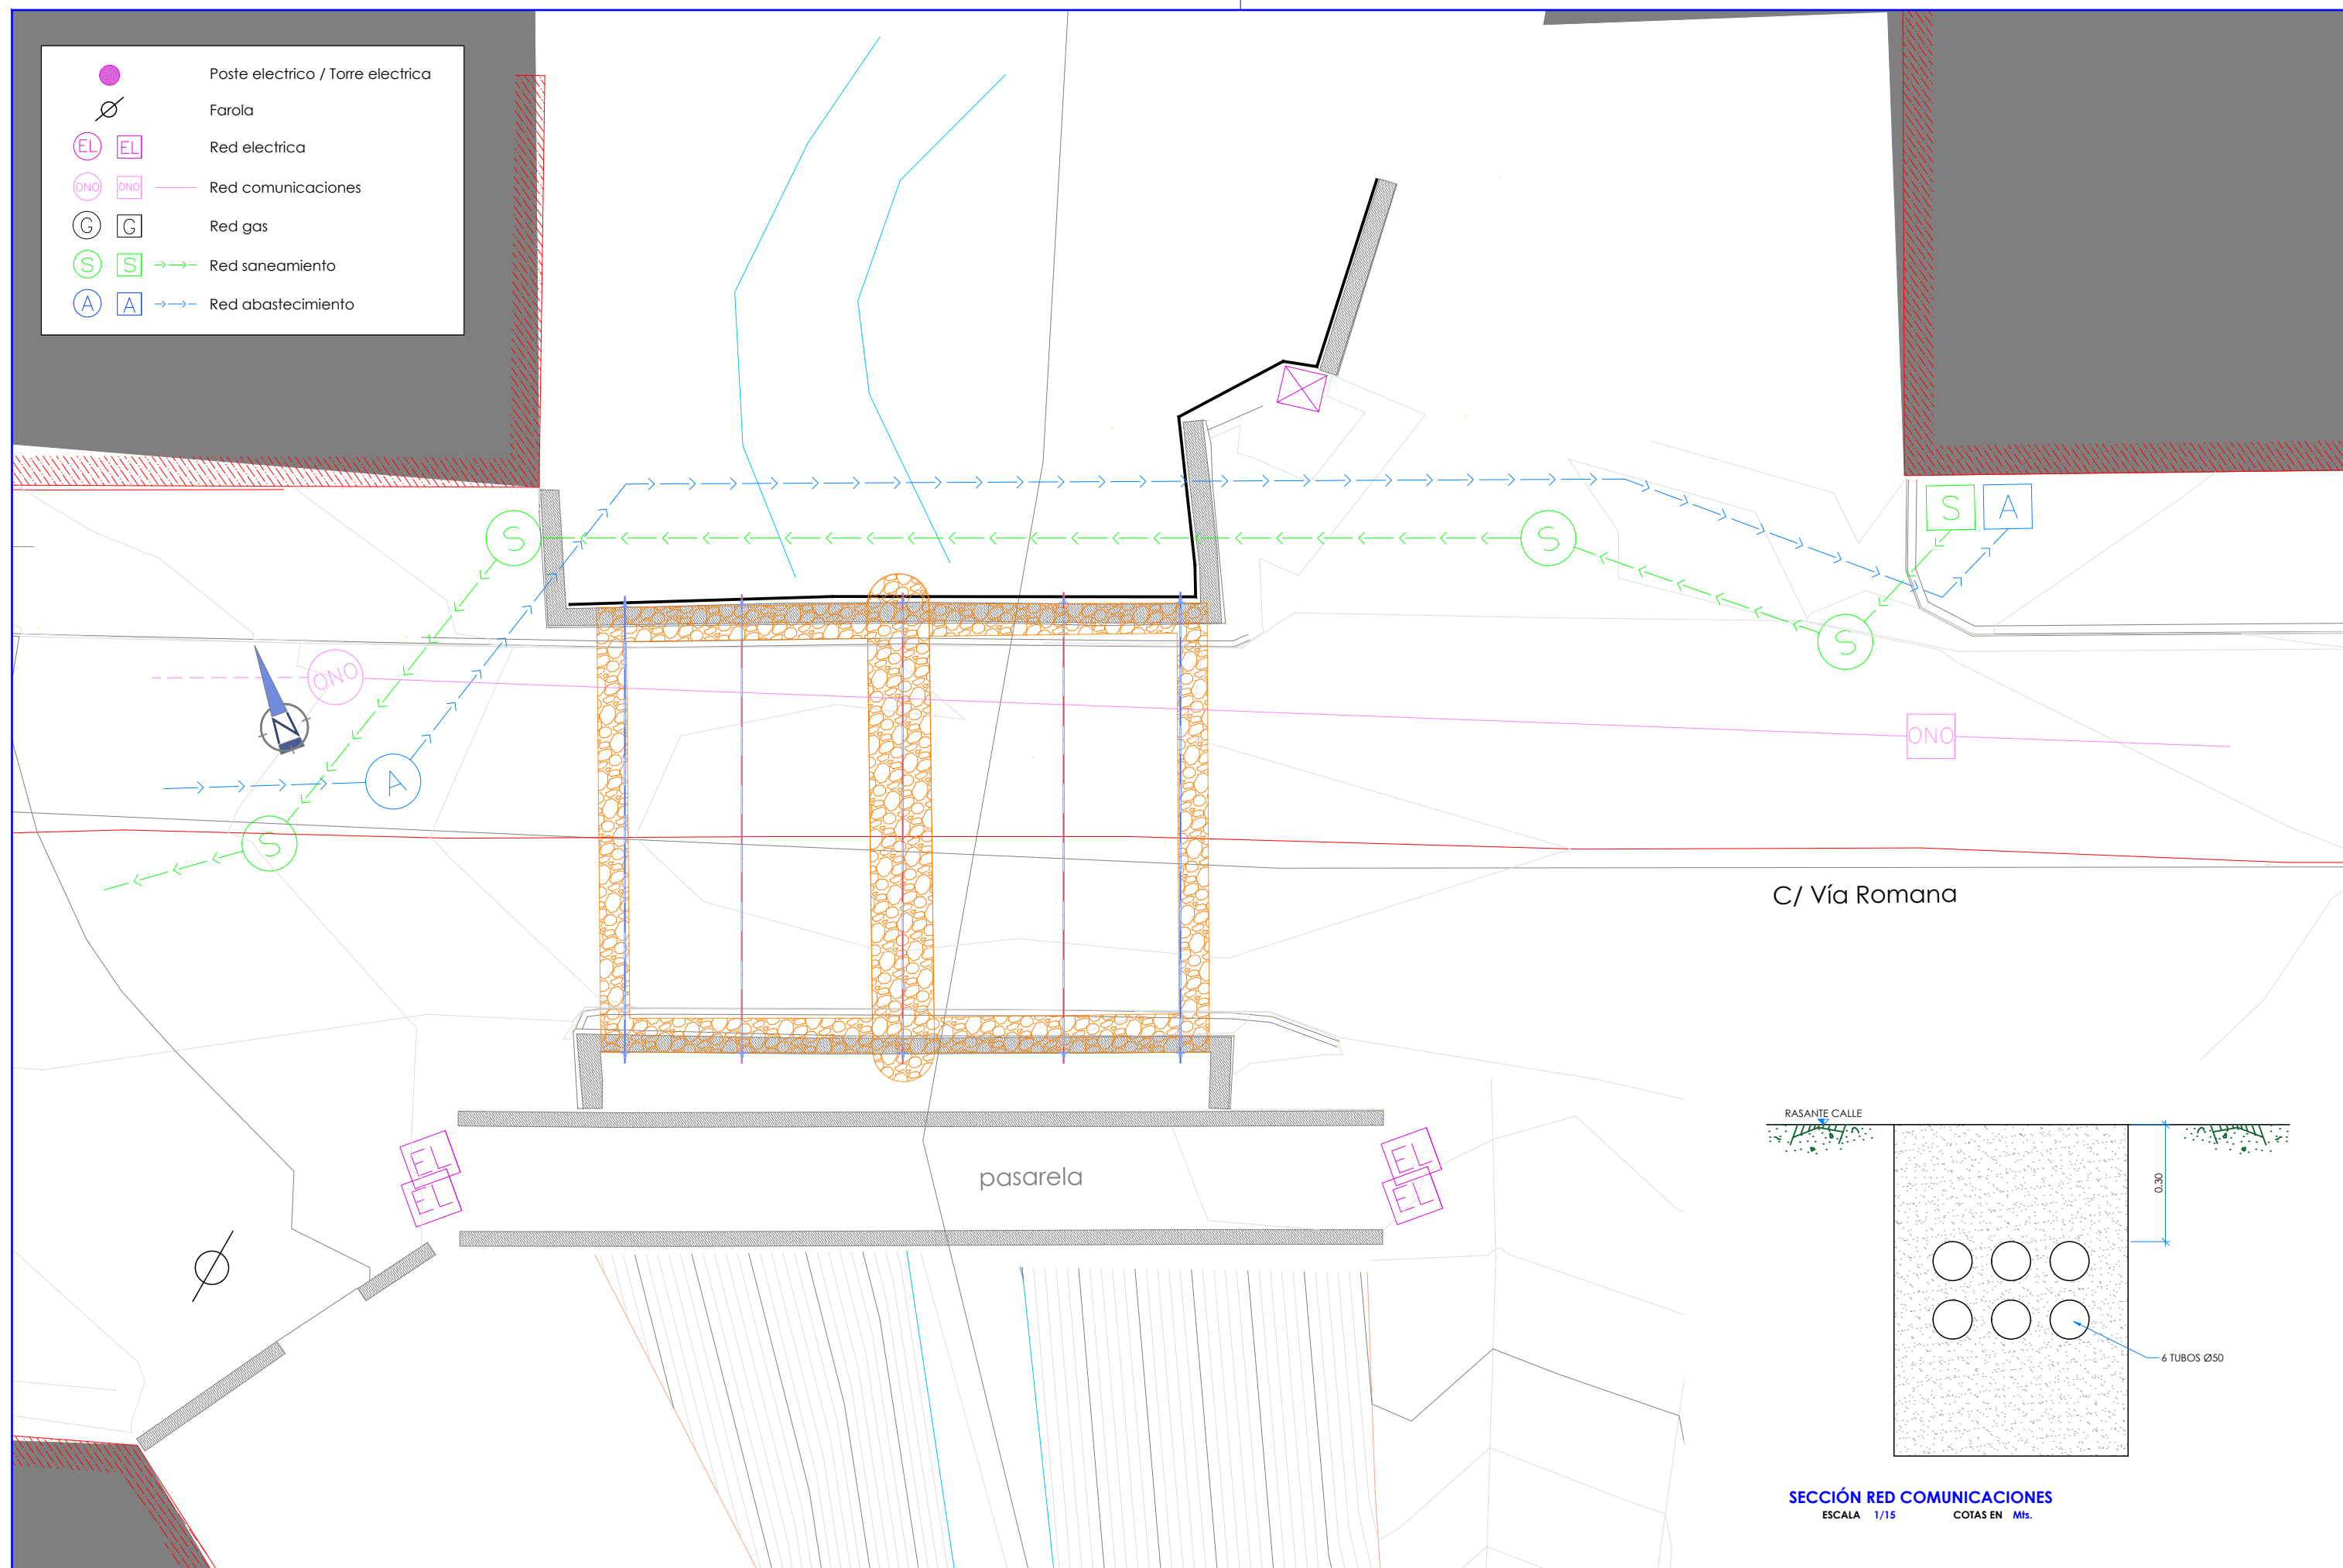 Poste electrico / Torre electrica
Farola
EL EL Red electrica
ONO ONO Red comunicaciones
G G Red gas
S S Red saneamiento
A A Red abastecimiento
S
S
S A
S
ONO
N
ONO
A
S
C/ Vía Romana
RASANTE CALLE
EL
EL
EL
EL
pasarela
0.30
6 TUBOS Ø50
SECCIÓN RED COMUNICACIONES
ESCALA 1/15 COTAS EN Mts.